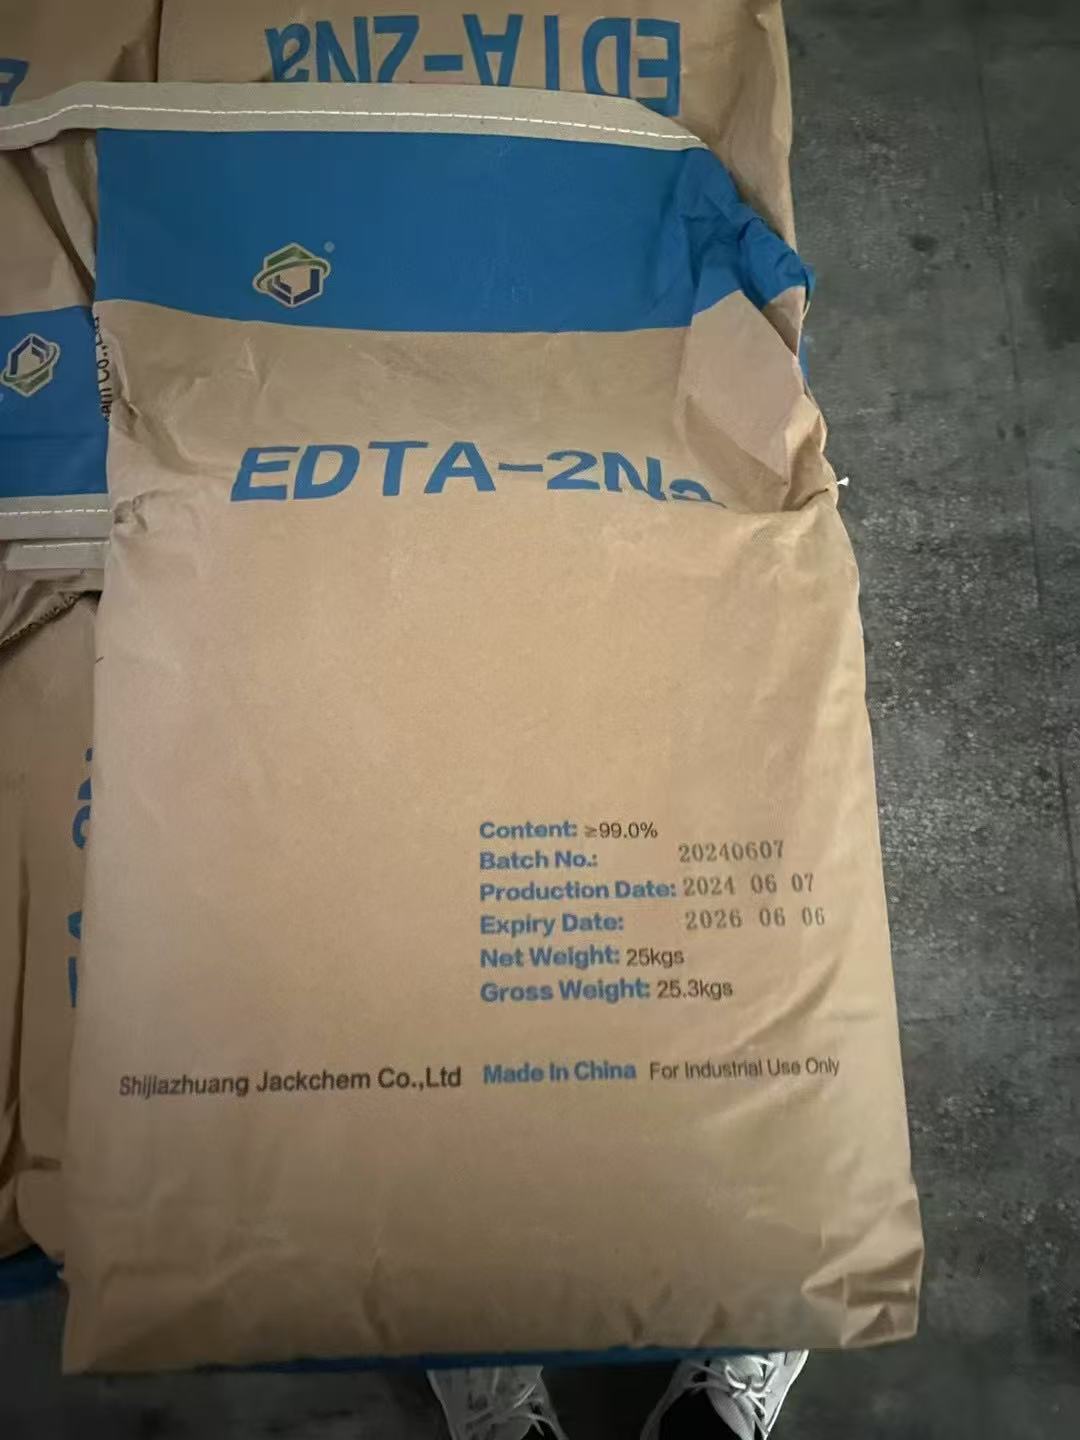 EDTA-2Na
EDTA-2Na
Content: ≥99.0%
Batch No.: 20240607
Production Date: 2024 06 07
Expiry Date: 2026 06 06
Net Weight: 25kgs
Gross Weight: 25.3kgs
Shijiazhuang Jackchem Co.,Ltd Made In China For Industrial Use Only